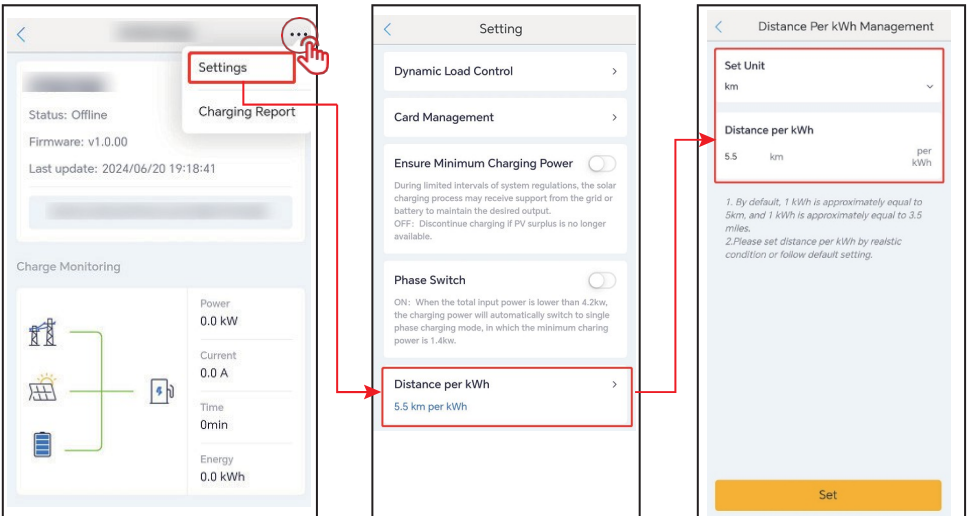 Settings
Charging Report
Status: Offline
Firmware: v1.0.00
Last update: 2024/06/20 19:18:41
Charge Monitoring
Power
0.0 kW
Current
0.0 A
Time
0min
Energy
0.0 kWh
Setting
Dynamic Load Control
Card Management
Ensure Minimum Charging Power
During limited intervals of system regulations, the solar
charging process may receive support from the grid or
battery to maintain the desired output.
OFF: Discontinue charging if PV surplus is no longer
available.
Phase Switch
ON: When the total input power is lower than 4.2kw,
the charging power will automatically switch to single
phase charging mode, in which the minimum charing
power is 1.4kw.
Distance per kWh
5.5 km per kWh
Distance Per kWh Management
Set Unit
km
Distance per kWh
5.5 km per
kWh
1. By default, 1 kWh is approximately equal to
5km, and 1 kWh is approximately equal to 3.5
miles.
2.Please set distance per kWh by realstic
condition or follow default setting.
Set